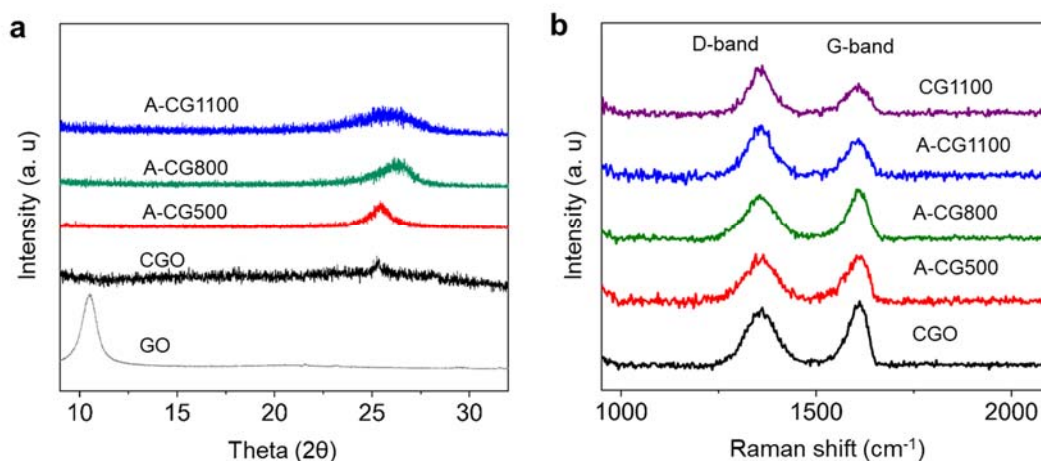 a
A-CG1100
A-CG800
A-CG500
CGO
GO
Intensity (a. u)
10 15 20 25 30
Theta (2θ)
b
D-band G-band
CG1100
A-CG1100
A-CG800
A-CG500
CGO
Intensity (a. u)
1000 1500 2000
Raman shift (cm⁻¹)